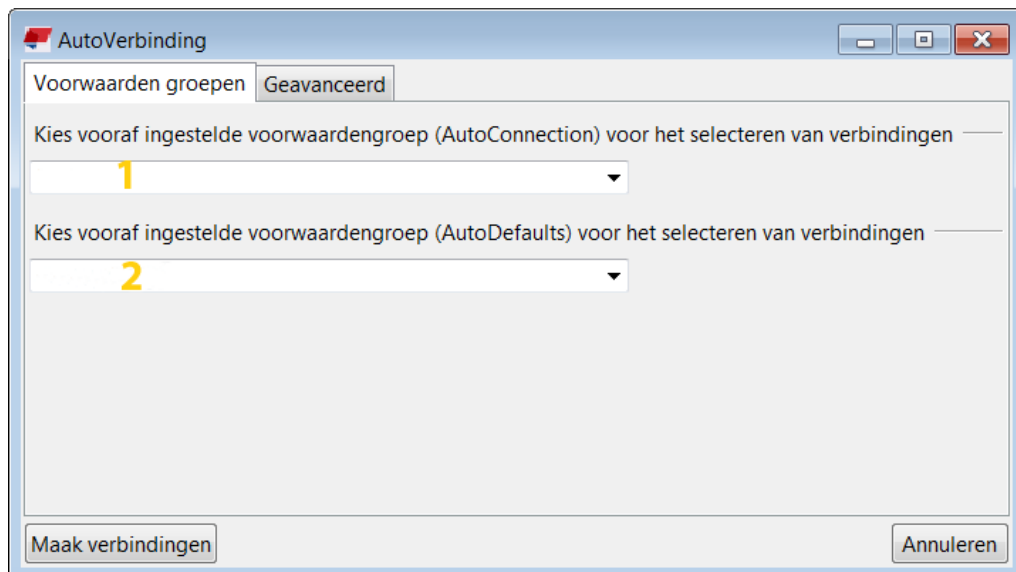 AutoVerbinding
Voorwaarden groepen Geavanceerd
Kies vooraf ingestelde voorwaardengroep (AutoConnection) voor het selecteren van verbindingen
1
Kies vooraf ingestelde voorwaardengroep (AutoDefaults) voor het selecteren van verbindingen
2
Maak verbindingen Annuleren